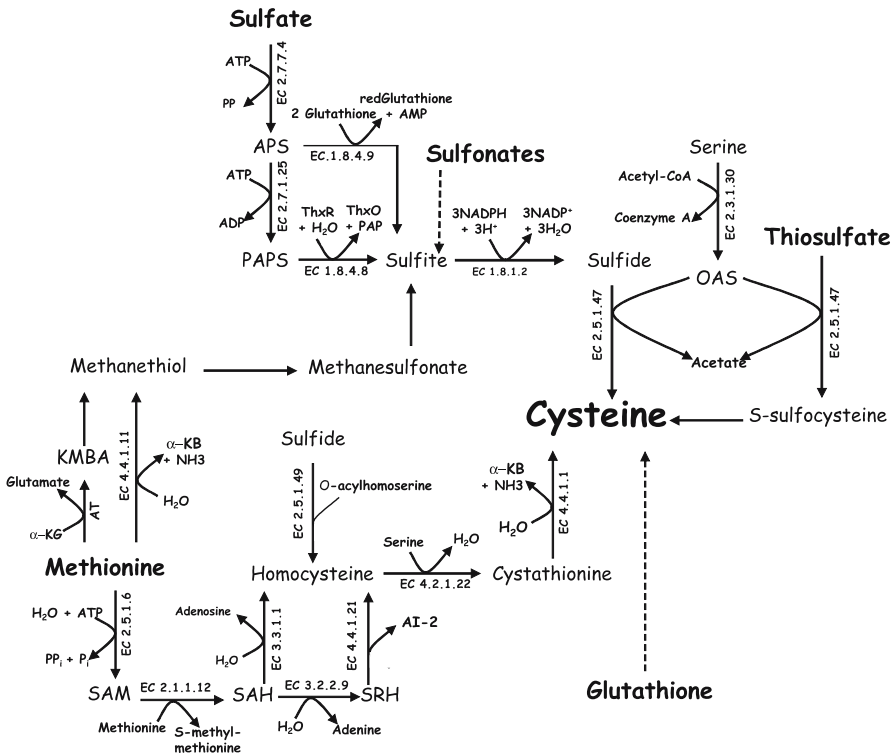 Sulfate
ATP
EC 2.7.7.4
PP
redGlutathione
2 Glutathione + AMP
APS
EC.1.8.4.9
Sulfonates
Serine
ATP
EC 2.7.1.25
ADP
ThxR
+ H2O
ThxO
+ PAP
3NADPH
+ 3H+
3NADP+
+ 3H2O
Acetyl-CoA
EC 2.3.1.30
Coenzyme A
Thiosulfate
PAPS
EC 1.8.4.8
Sulfite
EC 1.8.1.2
Sulfide
OAS
EC 2.5.1.47
EC 2.5.1.47
Acetate
Methanethiol
Methanesulfonate
Cysteine
S-sulfocysteine
KMBA
EC 4.4.1.11
α-KB
+ NH3
H2O
Glutamate
AT
α-KG
Sulfide
EC 2.5.1.49
O-acylhomoserine
α-KB
+ NH3
H2O
EC 4.4.1.1
Methionine
Homocysteine
Serine
H2O
EC 4.2.1.22
Cystathionine
H2O + ATP
EC 2.5.1.6
PPi + Pi
Adenosine
EC 3.3.1.1
H2O
EC 4.4.1.21
AI-2
SAM
EC 2.1.1.12
SAH
EC 3.2.2.9
SRH
Glutathione
Methionine
S-methyl-
methionine
H2O
Adenine